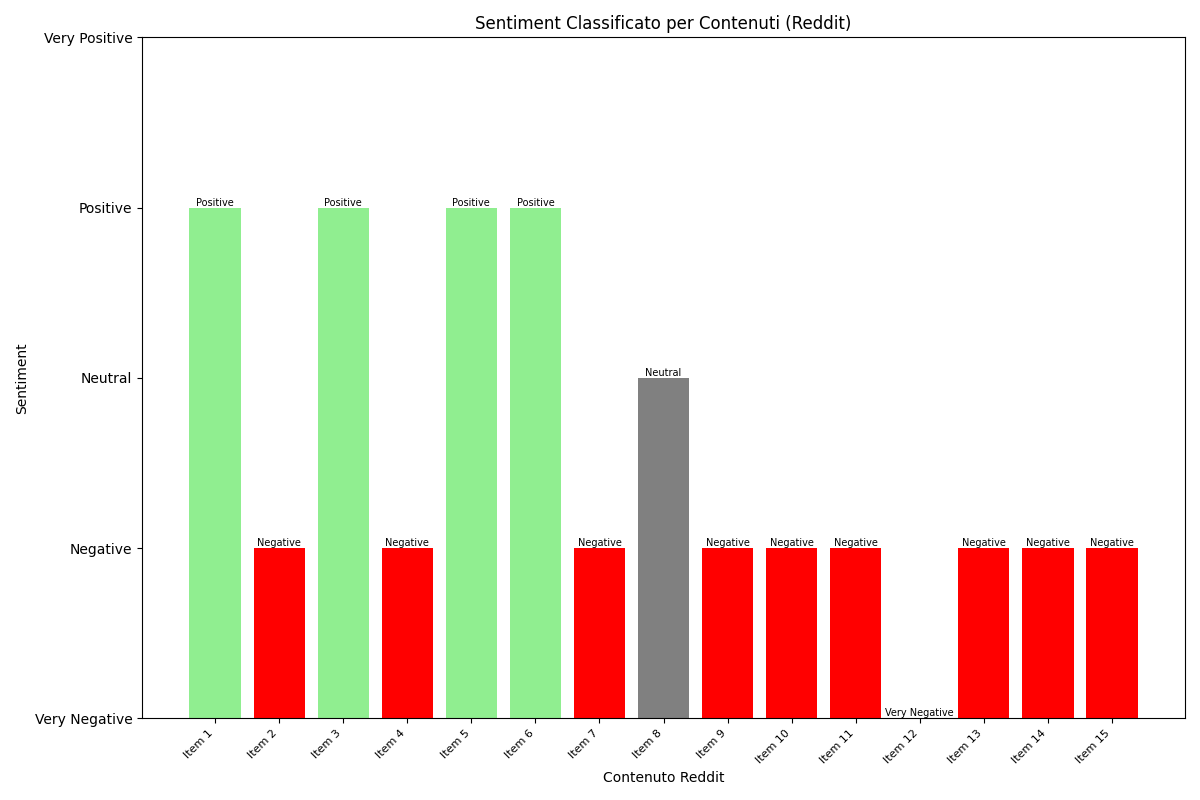 Sentiment Classificato per Contenuti (Reddit)
Very Positive
Positive
Neutral
Negative
Very Negative
Sentiment
Positive
Negative
Positive
Negative
Positive
Positive
Negative
Neutral
Negative
Negative
Negative
Very Negative
Negative
Negative
Negative
Item 1
Item 2
Item 3
Item 4
Item 5
Item 6
Item 7
Item 8
Item 9
Item 10
Item 11
Item 12
Item 13
Item 14
Item 15
Contenuto Reddit